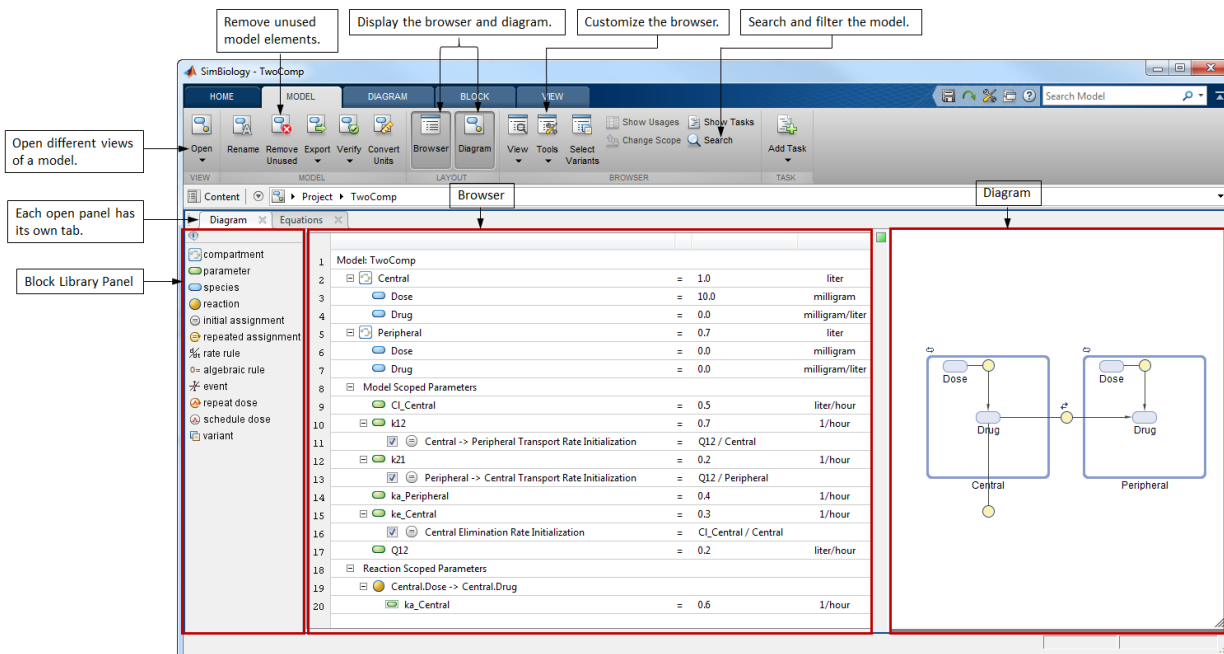 Remove unused
model elements.
Display the browser and diagram.
Customize the browser.
Search and filter the model.
SimBiology - TwoComp
HOME
MODEL
DIAGRAM
BLOCK
VIEW
Search Model
Open different views
of a model.
Open
Rename
Remove
Unused
Export
Verify
Convert
Units
Browser
Diagram
View
Tools
Select
Variants
Show Usages
Show Tasks
Change Scope
Search
Add Task
VIEW
MODEL
LAYOUT
BROWSER
TASK
Content
Project
TwoComp
Browser
Diagram
Each open panel has
its own tab.
Diagram
Equations
Block Library Panel
compartment
parameter
species
reaction
initial assignment
repeated assignment
rate rule
0= algebraic rule
event
repeat dose
schedule dose
variant
1 Model: TwoComp
2 Central = 1.0 liter
3 Dose = 10.0 milligram
4 Drug = 0.0 milligram/liter
5 Peripheral = 0.7 liter
6 Dose = 0.0 milligram
7 Drug = 0.0 milligram/liter
8 Model Scoped Parameters
9 Cl_Central = 0.5 liter/hour
10 k12 = 0.7 1/hour
11 Central -> Peripheral Transport Rate Initialization = Q12 / Central
12 k21 = 0.2 1/hour
13 Peripheral -> Central Transport Rate Initialization = Q12 / Peripheral
14 ka_Peripheral = 0.4 1/hour
15 ke_Central = 0.3 1/hour
16 Central Elimination Rate Initialization = Cl_Central / Central
17 Q12 = 0.2 liter/hour
18 Reaction Scoped Parameters
19 Central.Dose -> Central.Drug
20 ka_Central = 0.6 1/hour
Dose
Drug
Central
Dose
Drug
Peripheral